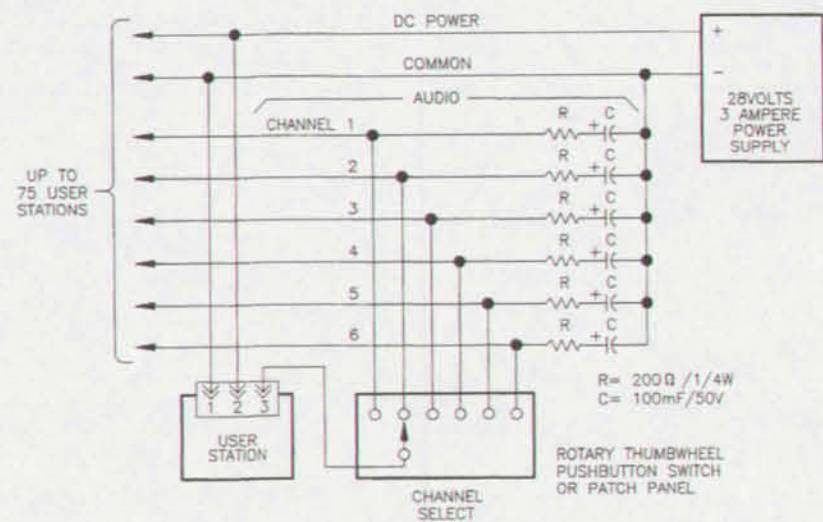 DC POWER
+
COMMON
−
28VOLTS
3 AMPERE
POWER
SUPPLY
AUDIO
R C
CHANNEL 1
+
R C
2
+
UP TO
75 USER
STATIONS
R C
3
+
R C
4
+
R C
5
+
R C
6
+
R= 200Ω /1/4W
C= 100mF/50V
1 2 3
USER
STATION
ROTARY THUMBWHEEL
PUSHBUTTON SWITCH
OR PATCH PANEL
CHANNEL
SELECT